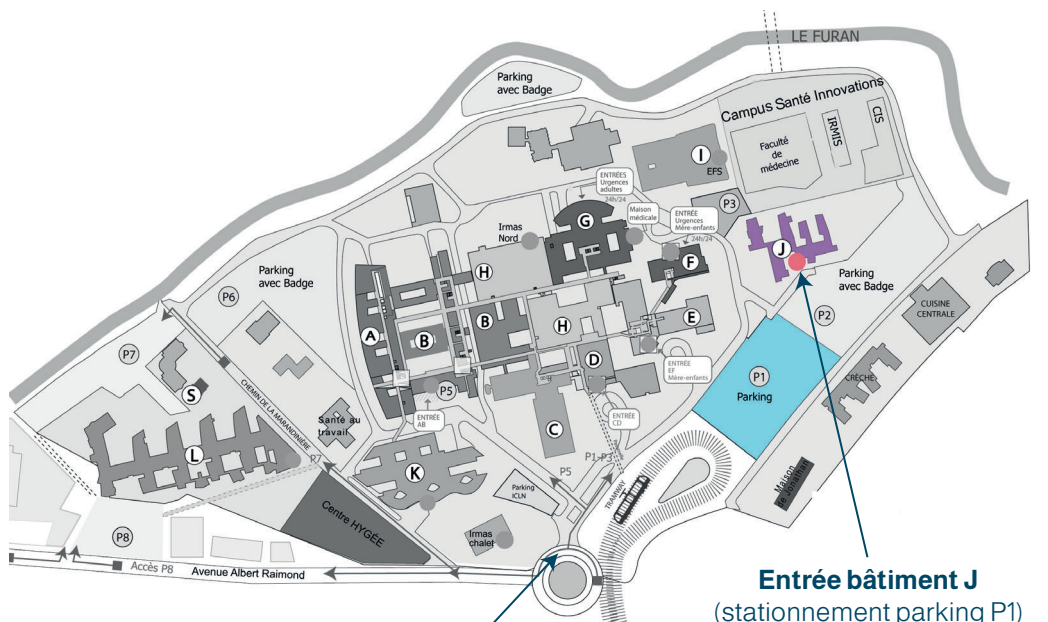 LE FURAN
Parking
avec Badge
Campus Santé Innovations
CIS
IRMIS
Faculté
de
médecine
I
EFS
ENTRÉES
Urgences
adultes
24h/24
Maison
médicale
P3
ENTRÉE
Urgences
Mère-enfants
24h/24
G
Irmas
Nord
J
F
H
Parking
avec Badge
Parking
avec Badge
P6
P2
CUISINE
CENTRALE
A
B
B
H
E
P7
D
ENTRÉE
EF
Mère-enfants
P1
Parking
CRÈCHE
S
CHEMIN DE LA MARANDINIÈRE
P5
ENTRÉE
AB
ENTRÉE
CD
Santé au
travail
C
L
P7
K
P5
P1-P3
Parking
ICLN
TRAMWAY
T
Maison
de Jonathan
Centre HYGÉE
Irmas
chalet
P8
Accès P8
Avenue Albert Raimond
Entrée bâtiment J
(stationnement parking P1)